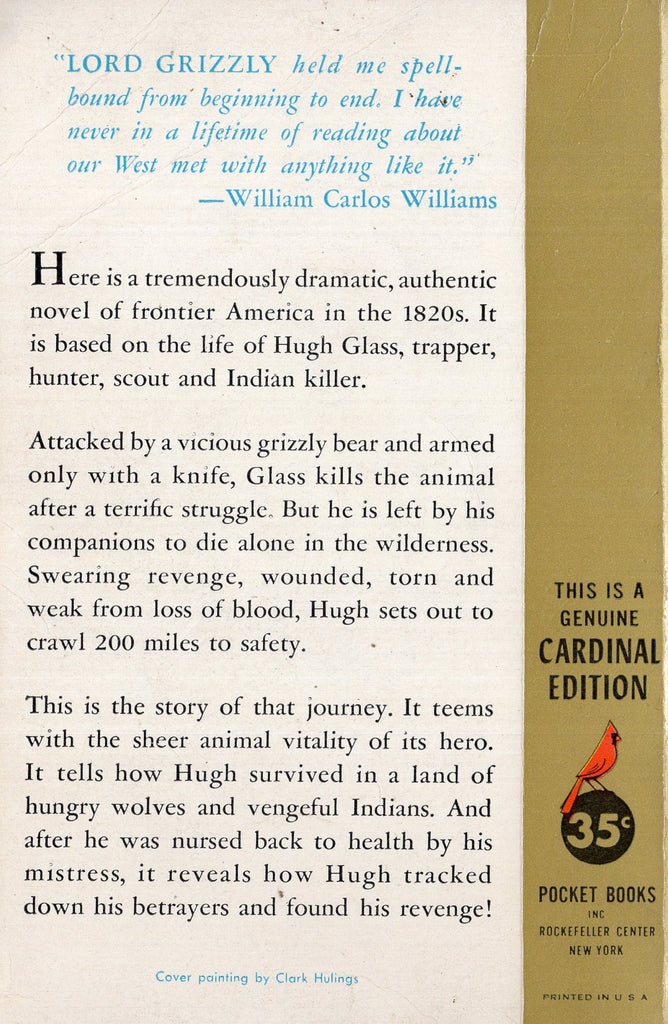 "LORD GRIZZLY held me spell-
bound from beginning to end. I have
never in a lifetime of reading about
our West met with anything like it."
—William Carlos Williams
Here is a tremendously dramatic, authentic
novel of frontier America in the 1820s. It
is based on the life of Hugh Glass, trapper,
hunter, scout and Indian killer.
Attacked by a vicious grizzly bear and armed
only with a knife, Glass kills the animal
after a terrific struggle. But he is left by his
companions to die alone in the wilderness.
Swearing revenge, wounded, torn and
weak from loss of blood, Hugh sets out to
crawl 200 miles to safety.
This is the story of that journey. It teems
with the sheer animal vitality of its hero.
It tells how Hugh survived in a land of
hungry wolves and vengeful Indians. And
after he was nursed back to health by his
mistress, it reveals how Hugh tracked
down his betrayers and found his revenge!
Cover painting by Clark Hulings
THIS IS A
GENUINE
CARDINAL
EDITION
35c
POCKET BOOKS
INC
ROCKEFELLER CENTER
NEW YORK
PRINTED IN U S A